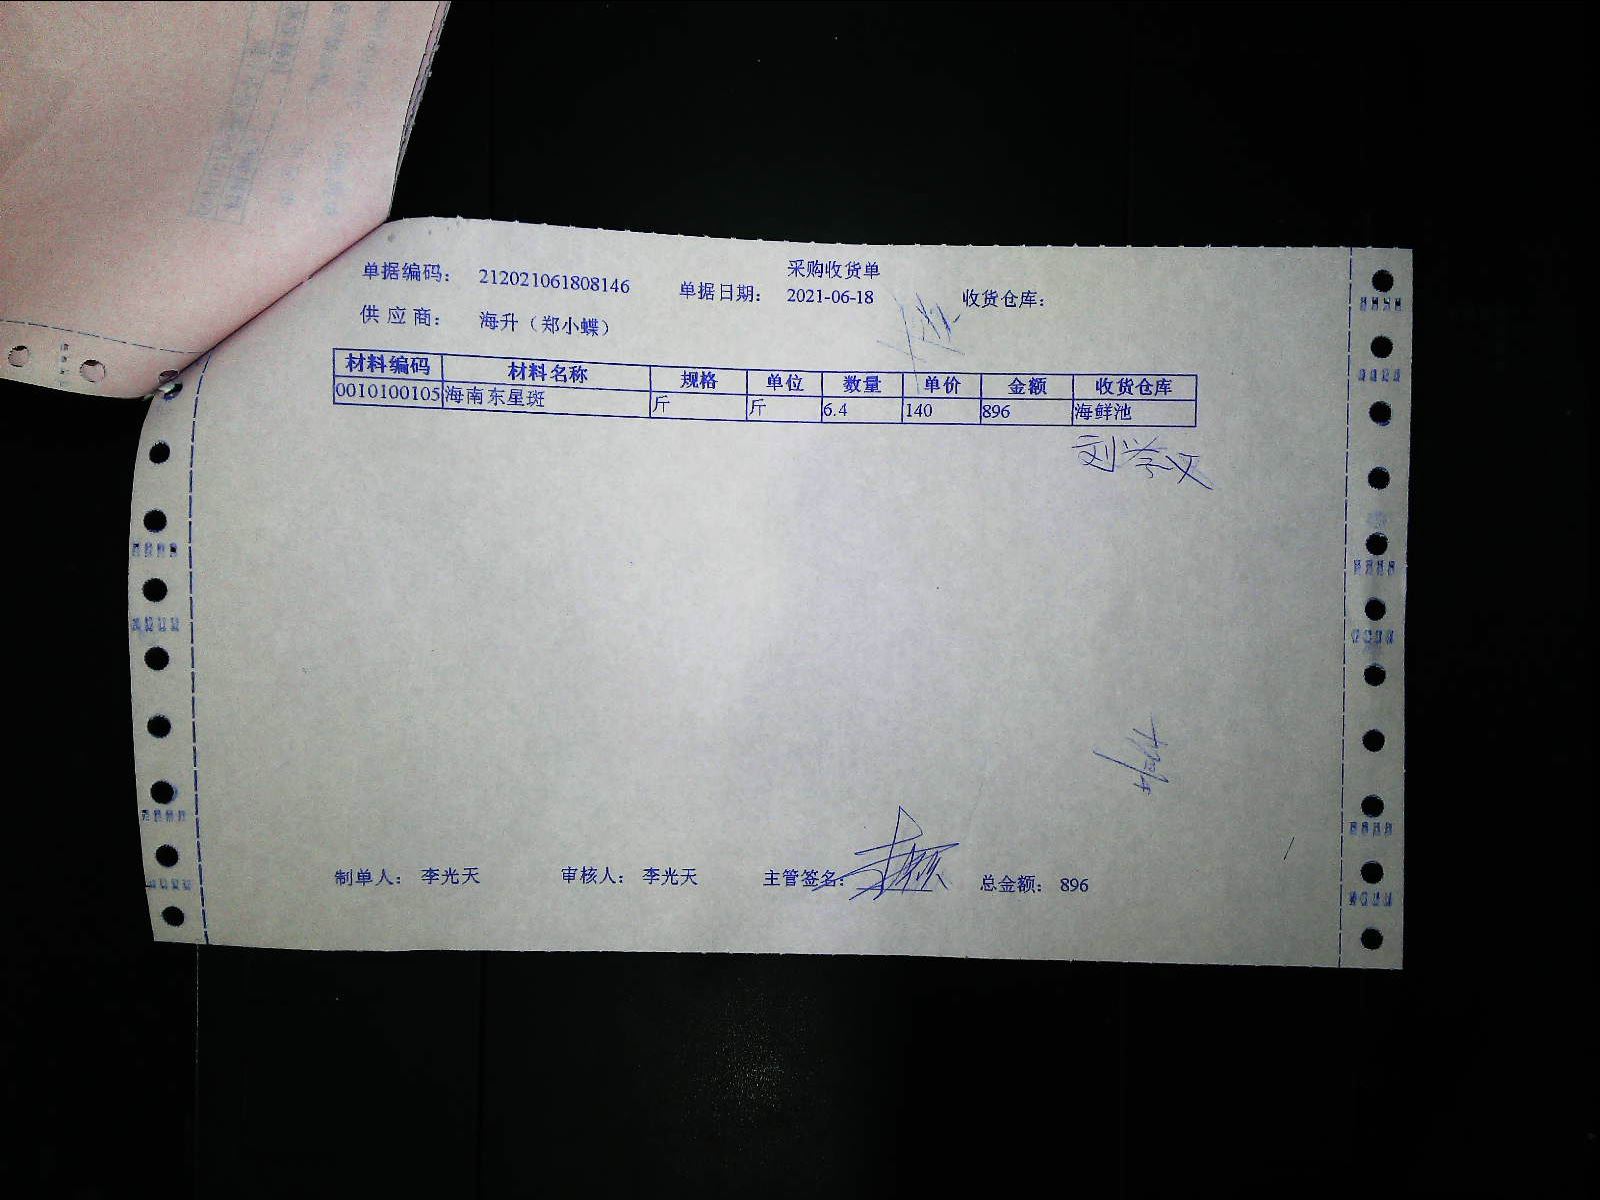 采购收货单
单据编码： 212021061808146 单据日期： 2021-06-18 收货仓库：
供应商： 海升（郑小蝶）
材料编码 材料名称 规格 单位 数量 单价 金额 收货仓库
0010100105 海南东星斑 斤 斤 6.4 140 896 海鲜池
刘学义
制单人： 李光天 审核人： 李光天 主管签名： 总金额： 896